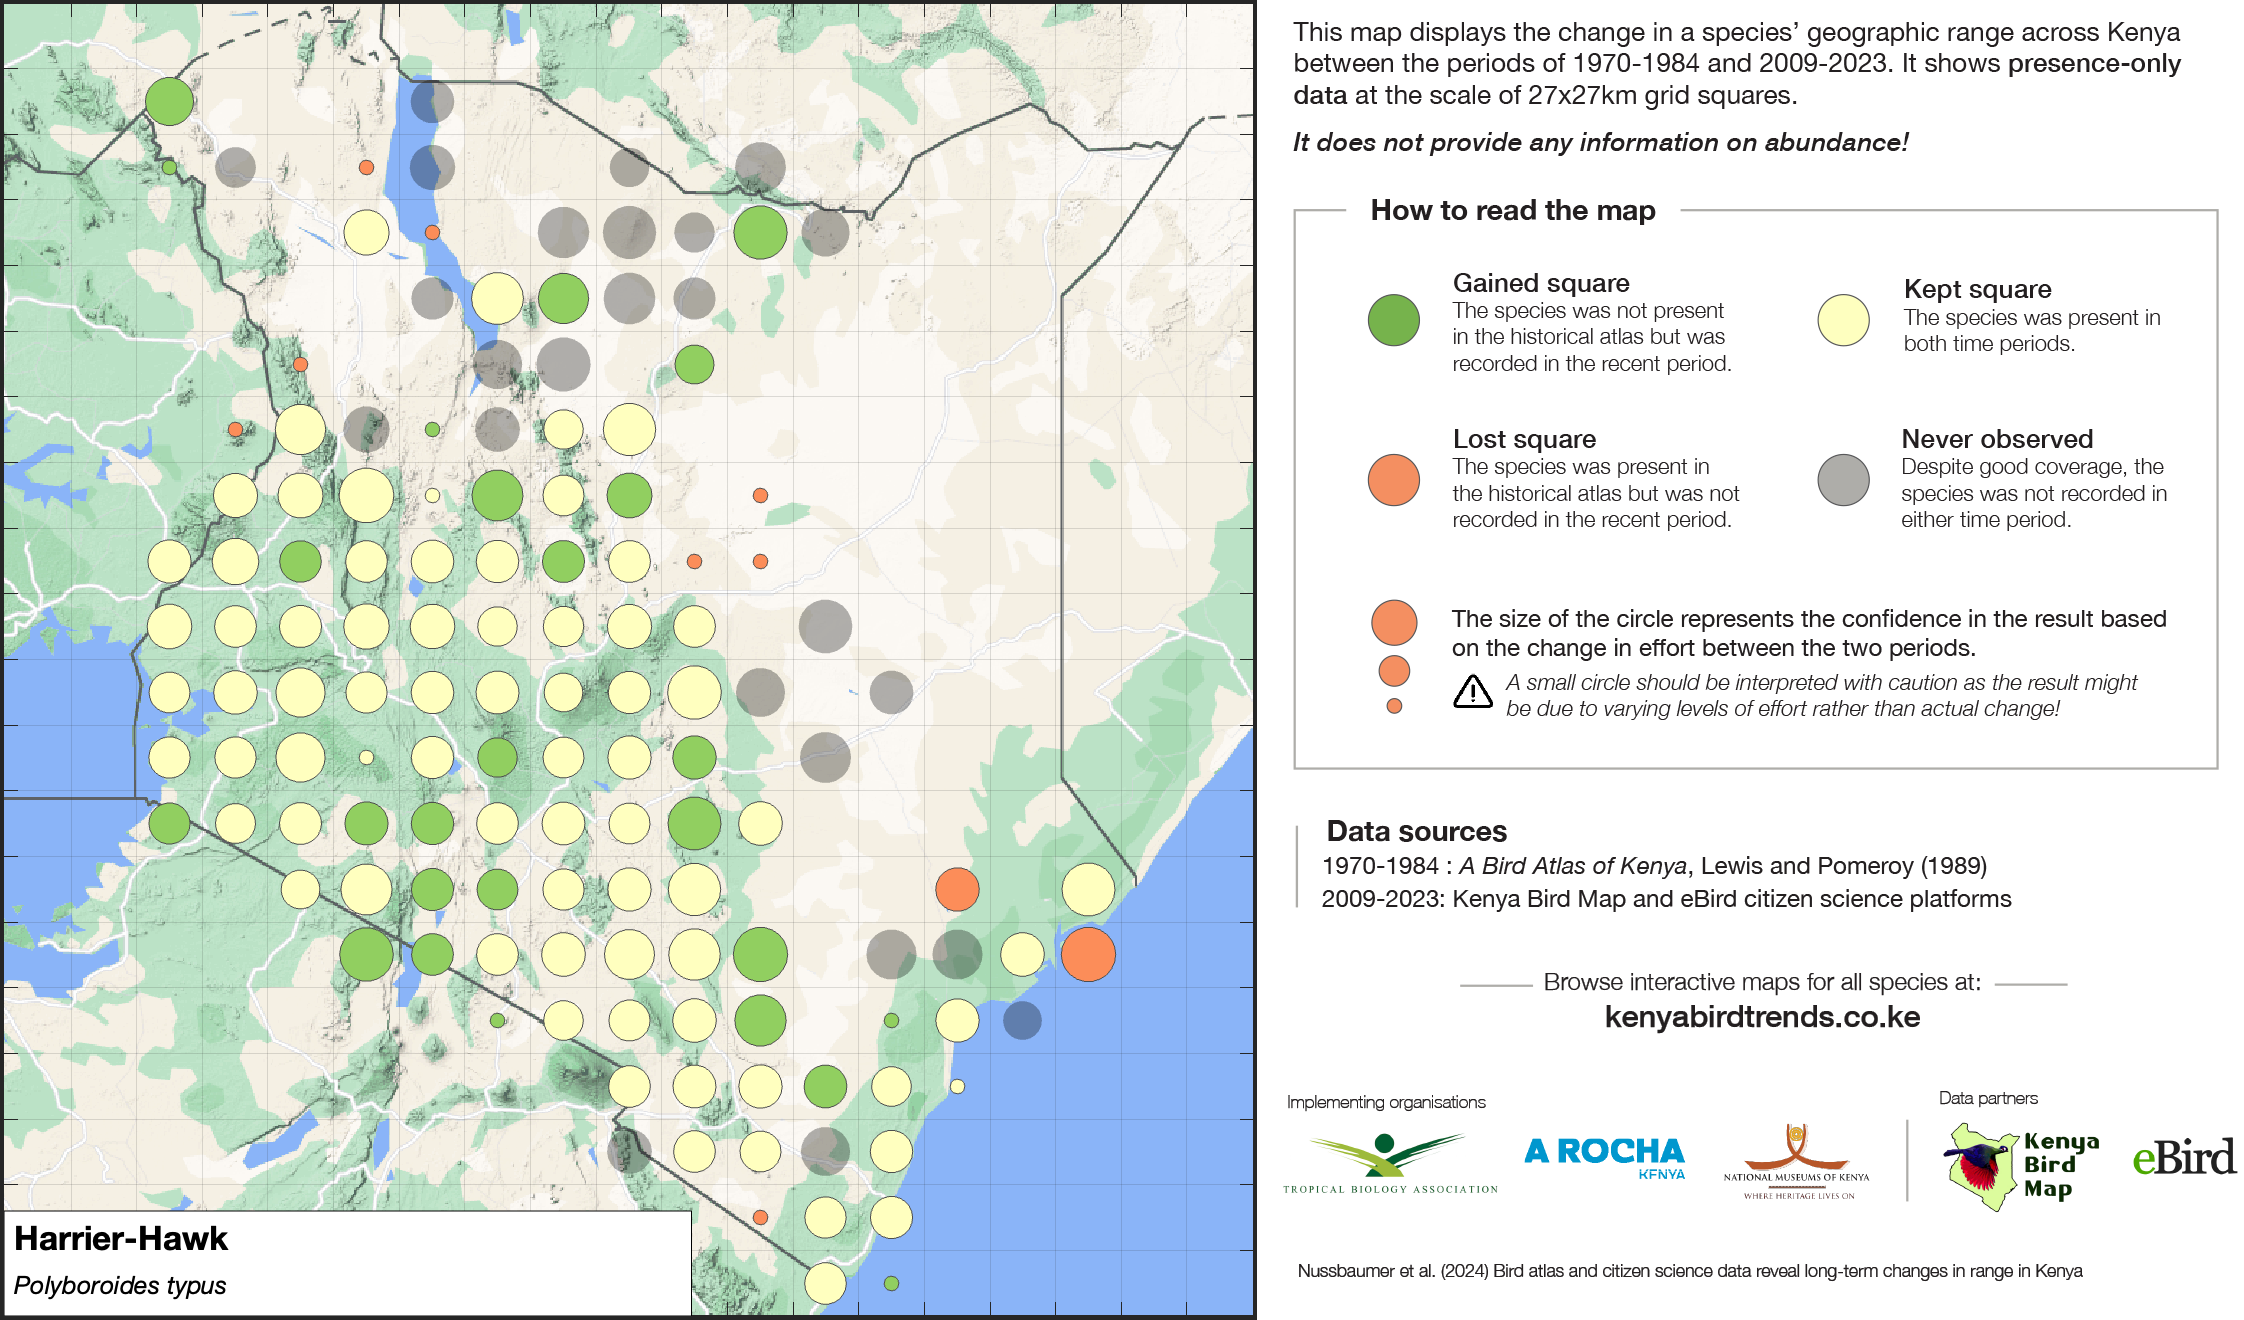 This map displays the change in a species’ geographic range across Kenya
between the periods of 1970-1984 and 2009-2023. It shows presence-only
data at the scale of 27x27km grid squares.
It does not provide any information on abundance!
How to read the map
Gained square
The species was not present
in the historical atlas but was
recorded in the recent period.
Kept square
The species was present in
both time periods.
Lost square
The species was present in
the historical atlas but was not
recorded in the recent period.
Never observed
Despite good coverage, the
species was not recorded in
either time period.
The size of the circle represents the confidence in the result based
on the change in effort between the two periods.
A small circle should be interpreted with caution as the result might
be due to varying levels of effort rather than actual change!
Data sources
1970-1984 : A Bird Atlas of Kenya, Lewis and Pomeroy (1989)
2009-2023: Kenya Bird Map and eBird citizen science platforms
Browse interactive maps for all species at:
kenyabirdtrends.co.ke
Implementing organisations
Data partners
TROPICAL BIOLOGY ASSOCIATION
A ROCHA
KENYA
NATIONAL MUSEUMS OF KENYA
WHERE HERITAGE LIVES ON
Kenya
Bird
Map
eBird
Harrier-Hawk
Polyboroides typus
Nussbaumer et al. (2024) Bird atlas and citizen science data reveal long-term changes in range in Kenya